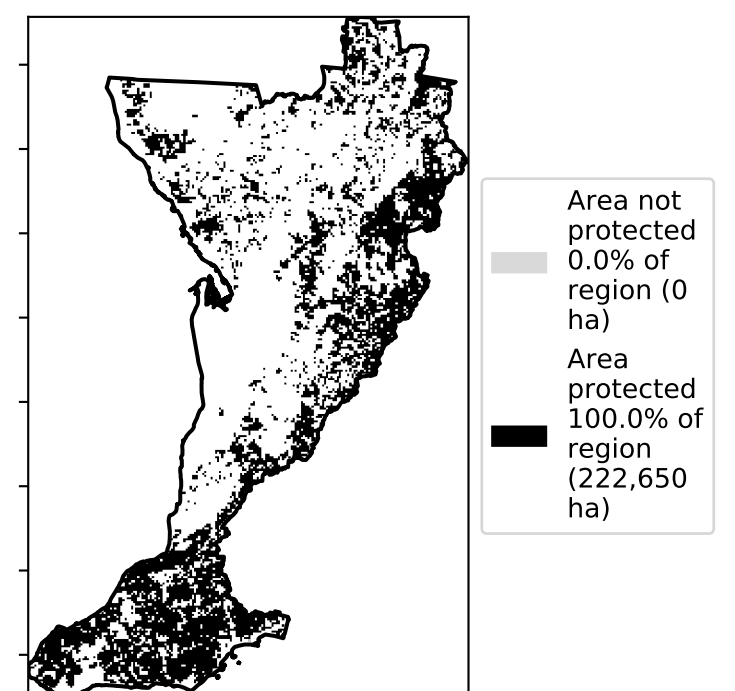 Area not
protected
0.0% of
region (0
ha)
Area
protected
100.0% of
region
(222,650
ha)